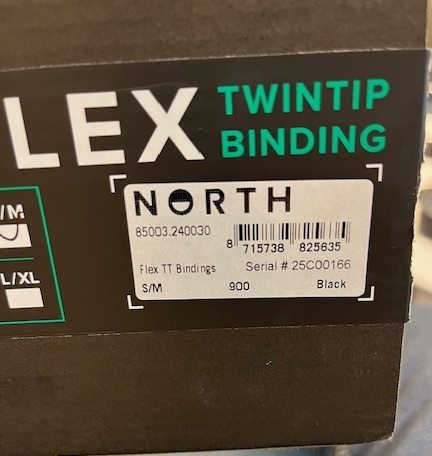 LEX TWINTIP
BINDING
NORTH
85003.240030
8 715738 825635
Flex TT Bindings Serial # 25C00166
S/M 900 Black
/M
L/XL